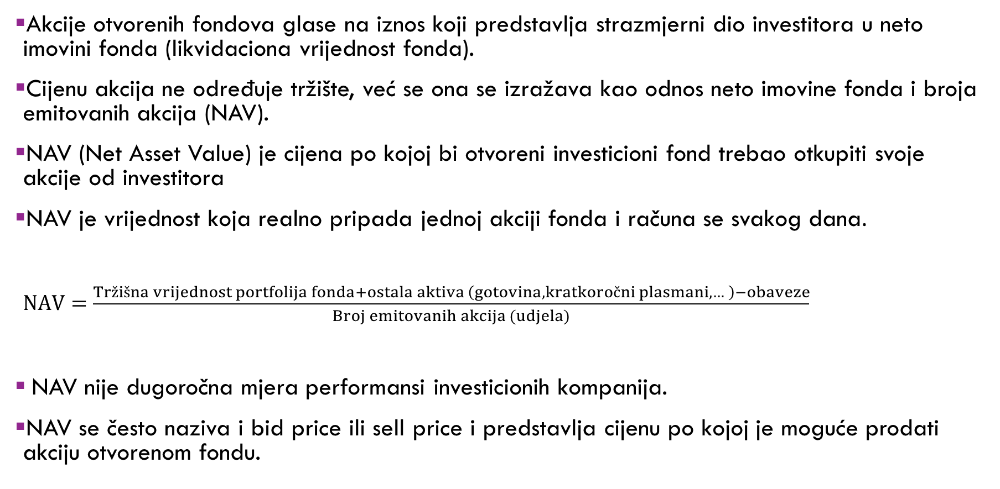 ▪Akcije otvorenih fondova glase na iznos koji predstavlja strazmjerni dio investitora u neto
imovini fonda (likvidaciona vrijednost fonda).
▪Cijenu akcija ne određuje tržište, već se ona se izražava kao odnos neto imovine fonda i broja
emitovanih akcija (NAV).
▪NAV (Net Asset Value) je cijena po kojoj bi otvoreni investicioni fond trebao otkupiti svoje
akcije od investitora
▪NAV je vrijednost koja realno pripada jednoj akciji fonda i računa se svakog dana.
Tržišna vrijednost portfolija fonda+ostala aktiva (gotovina,kratkoročni plasmani,... )−obaveze
NAV =
Broj emitovanih akcija (udjela)
▪ NAV nije dugoročna mjera performansi investicionih kompanija.
▪NAV se često naziva i bid price ili sell price i predstavlja cijenu po kojoj je moguće prodati
akciju otvorenom fondu.